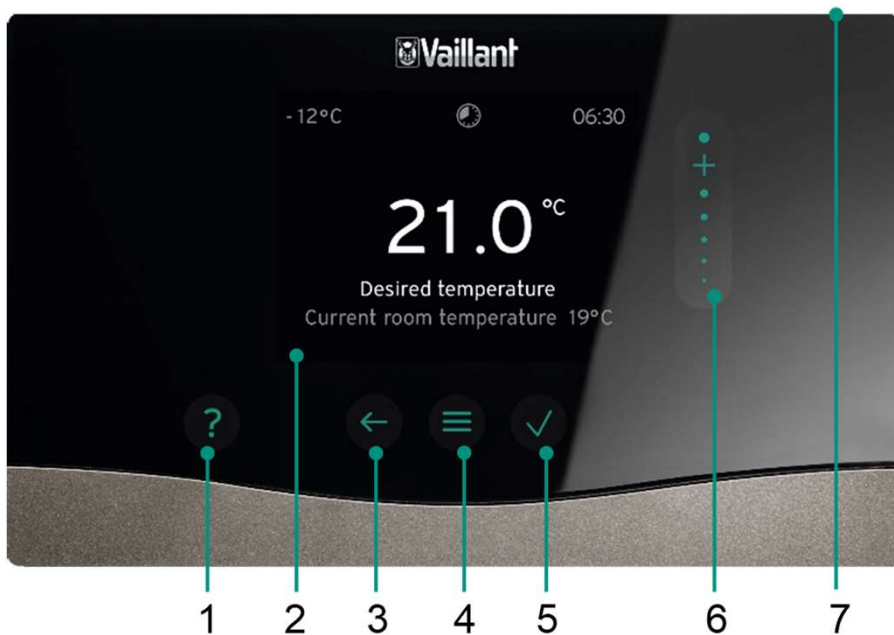 Vaillant
-12°C 06:30
21.0 °C
Desired temperature
Current room temperature 19°C
?
1 2 3 4 5 6 7